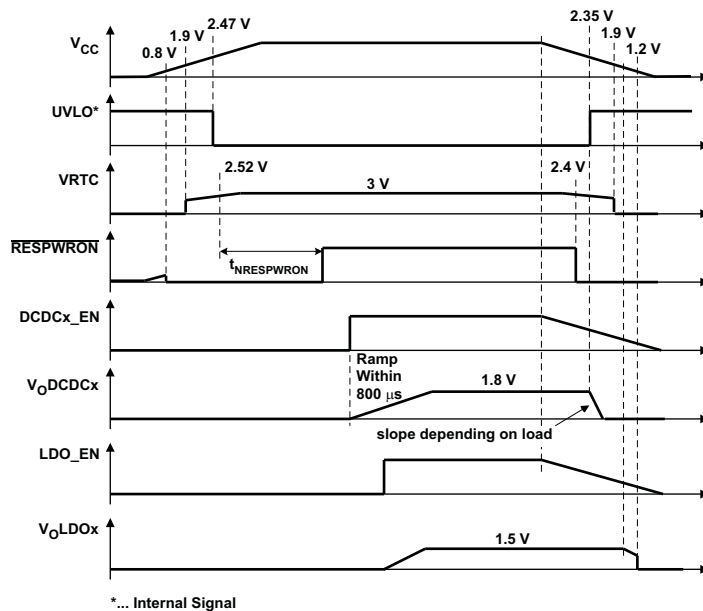 2.47 V
2.35 V
1.9 V
1.9 V
0.8 V
1.2 V
VCC
UVLO*
VRTC
2.52 V
2.4 V
3 V
RESPWRON
tNRESPWRON
DCDCx_EN
Ramp
Within
800 µs
1.8 V
VODCDCx
slope depending on load
LDO_EN
1.5 V
VOLDOx
*... Internal Signal